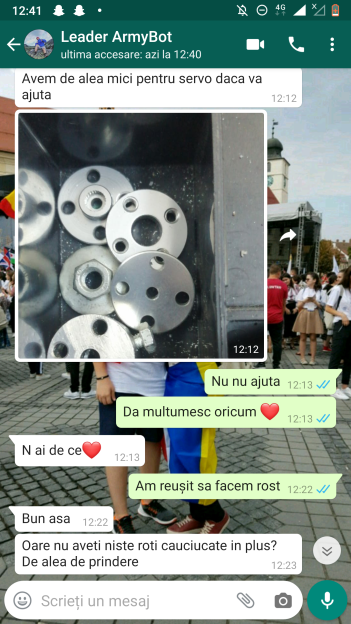 12:41
4G
Leader ArmyBot
ultima accesare: azi la 12:40
Avem de alea mici pentru servo daca va
ajuta
12:12
12:12
Nu nu ajuta 12:13
Da multumesc oricum ❤️ 12:13
N ai de ce❤️ 12:13
Am reușit sa facem rost 12:22
Bun asa 12:22
Oare nu aveti niste roti cauciucate in plus?
De alea de prindere 12:23
Scrieți un mesaj